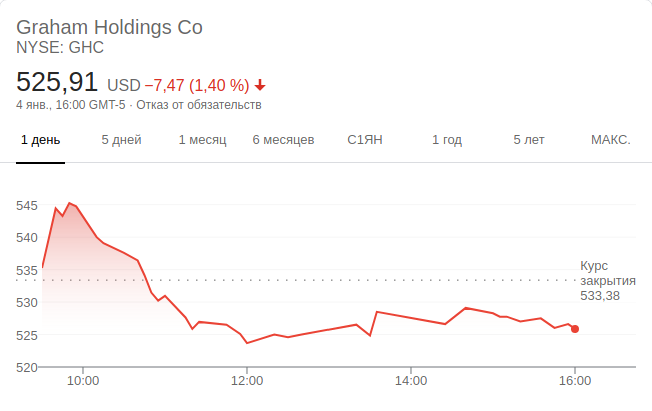 Graham Holdings Co
NYSE: GHC
525,91 USD −7,47 (1,40 %)
4 янв., 16:00 GMT-5 · Отказ от обязательств
1 день 5 дней 1 месяц 6 месяцев С1ЯН 1 год 5 лет МАКС.
545
540
535
530
525
520
Курс
закрытия
533,38
10:00 12:00 14:00 16:00